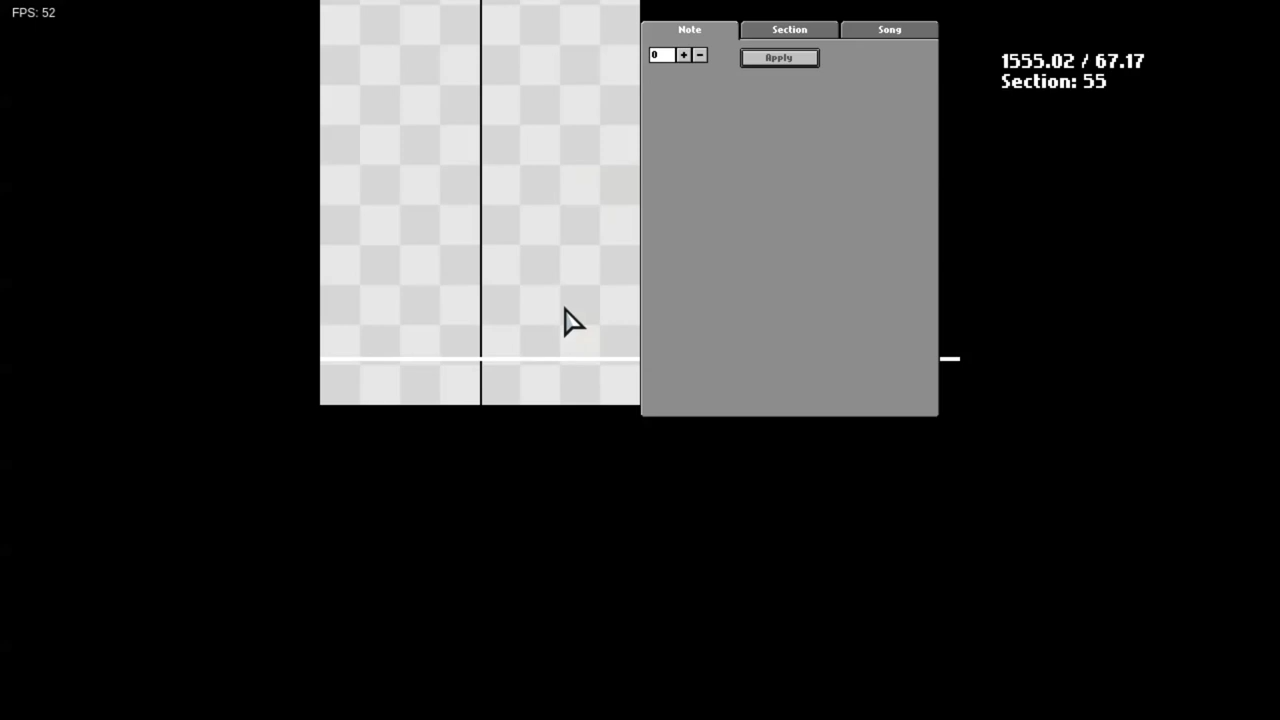 FPS: 52
Note Section Song
0 + - Apply
1555.02 / 67.17
Section: 55